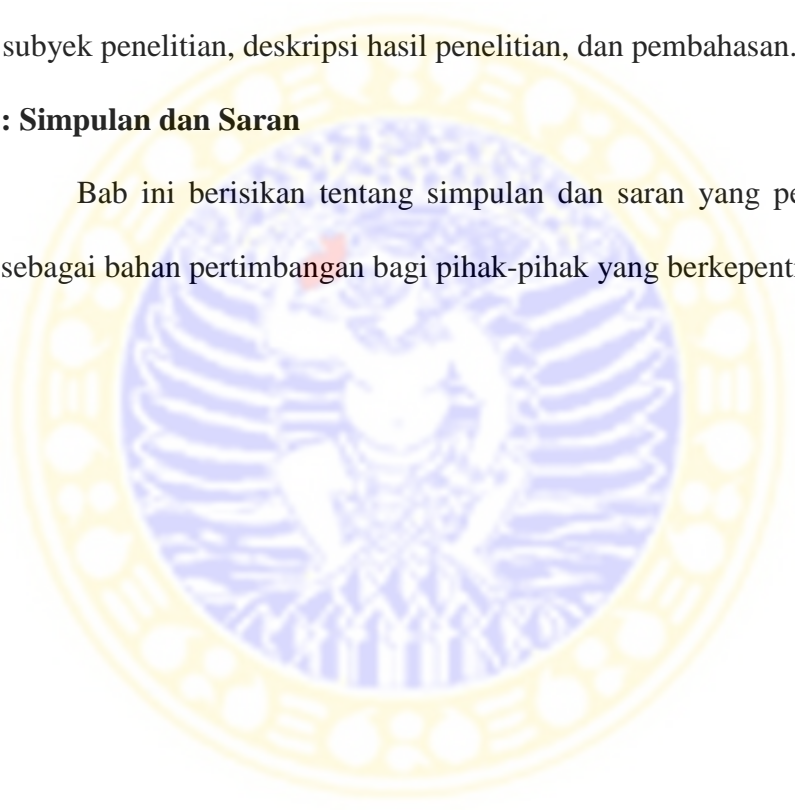 subyek penelitian, deskripsi hasil penelitian, dan pembahasan.
: Simpulan dan Saran
Bab ini berisikan tentang simpulan dan saran yang
sebagai bahan pertimbangan bagi pihak-pihak yang